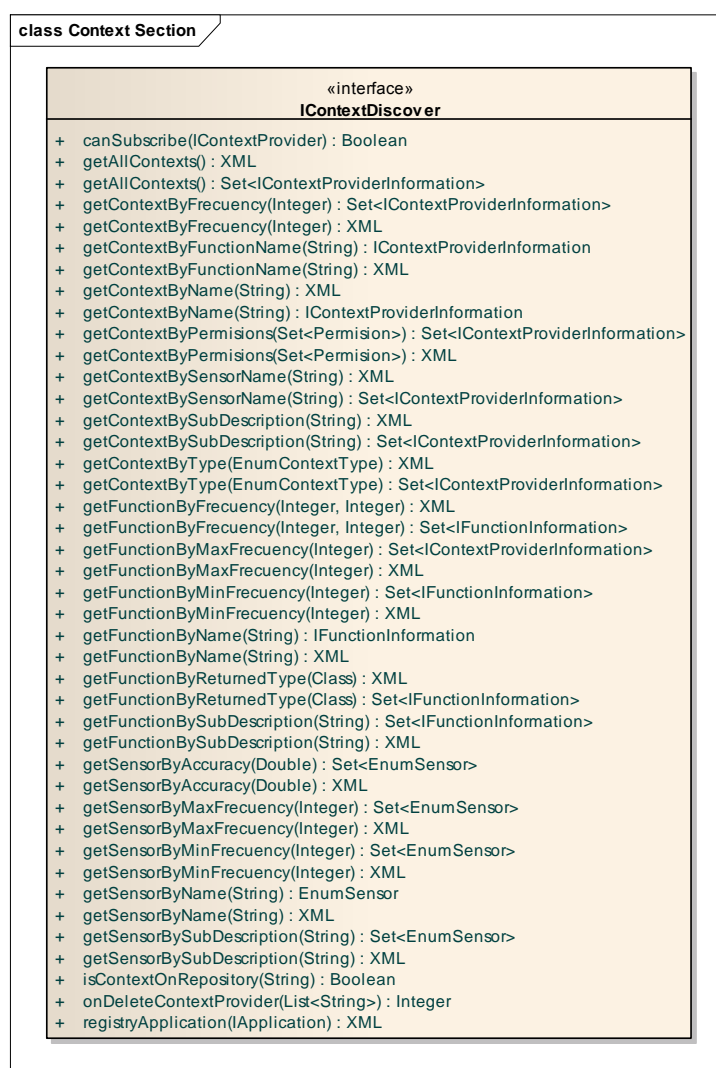 class Context Section
«interface»
IContextDiscover
+ canSubscribe(IContextProvider) : Boolean
+ getAllContexts() : XML
+ getAllContexts() : Set<IContextProviderInformation>
+ getContextByFrecuency(Integer) : Set<IContextProviderInformation>
+ getContextByFrecuency(Integer) : XML
+ getContextByFunctionName(String) : IContextProviderInformation
+ getContextByFunctionName(String) : XML
+ getContextByName(String) : XML
+ getContextByName(String) : IContextProviderInformation
+ getContextByPermisions(Set<Permision>) : Set<IContextProviderInformation>
+ getContextByPermisions(Set<Permision>) : XML
+ getContextBySensorName(String) : XML
+ getContextBySensorName(String) : Set<IContextProviderInformation>
+ getContextBySubDescription(String) : XML
+ getContextBySubDescription(String) : Set<IContextProviderInformation>
+ getContextByType(EnumContextType) : XML
+ getContextByType(EnumContextType) : Set<IContextProviderInformation>
+ getFunctionByFrecuency(Integer, Integer) : XML
+ getFunctionByFrecuency(Integer, Integer) : Set<IFunctionInformation>
+ getFunctionByMaxFrecuency(Integer) : Set<IContextProviderInformation>
+ getFunctionByMaxFrecuency(Integer) : XML
+ getFunctionByMinFrecuency(Integer) : Set<IFunctionInformation>
+ getFunctionByMinFrecuency(Integer) : XML
+ getFunctionByName(String) : IFunctionInformation
+ getFunctionByName(String) : XML
+ getFunctionByReturnedType(Class) : XML
+ getFunctionByReturnedType(Class) : Set<IFunctionInformation>
+ getFunctionBySubDescription(String) : Set<IFunctionInformation>
+ getFunctionBySubDescription(String) : XML
+ getSensorByAccuracy(Double) : Set<EnumSensor>
+ getSensorByAccuracy(Double) : XML
+ getSensorByMaxFrecuency(Integer) : Set<EnumSensor>
+ getSensorByMaxFrecuency(Integer) : XML
+ getSensorByMinFrecuency(Integer) : Set<EnumSensor>
+ getSensorByMinFrecuency(Integer) : XML
+ getSensorByName(String) : EnumSensor
+ getSensorByName(String) : XML
+ getSensorBySubDescription(String) : Set<EnumSensor>
+ getSensorBySubDescription(String) : XML
+ isContextOnRepository(String) : Boolean
+ onDeleteContextProvider(List<String>) : Integer
+ registryApplication(IApplication) : XML